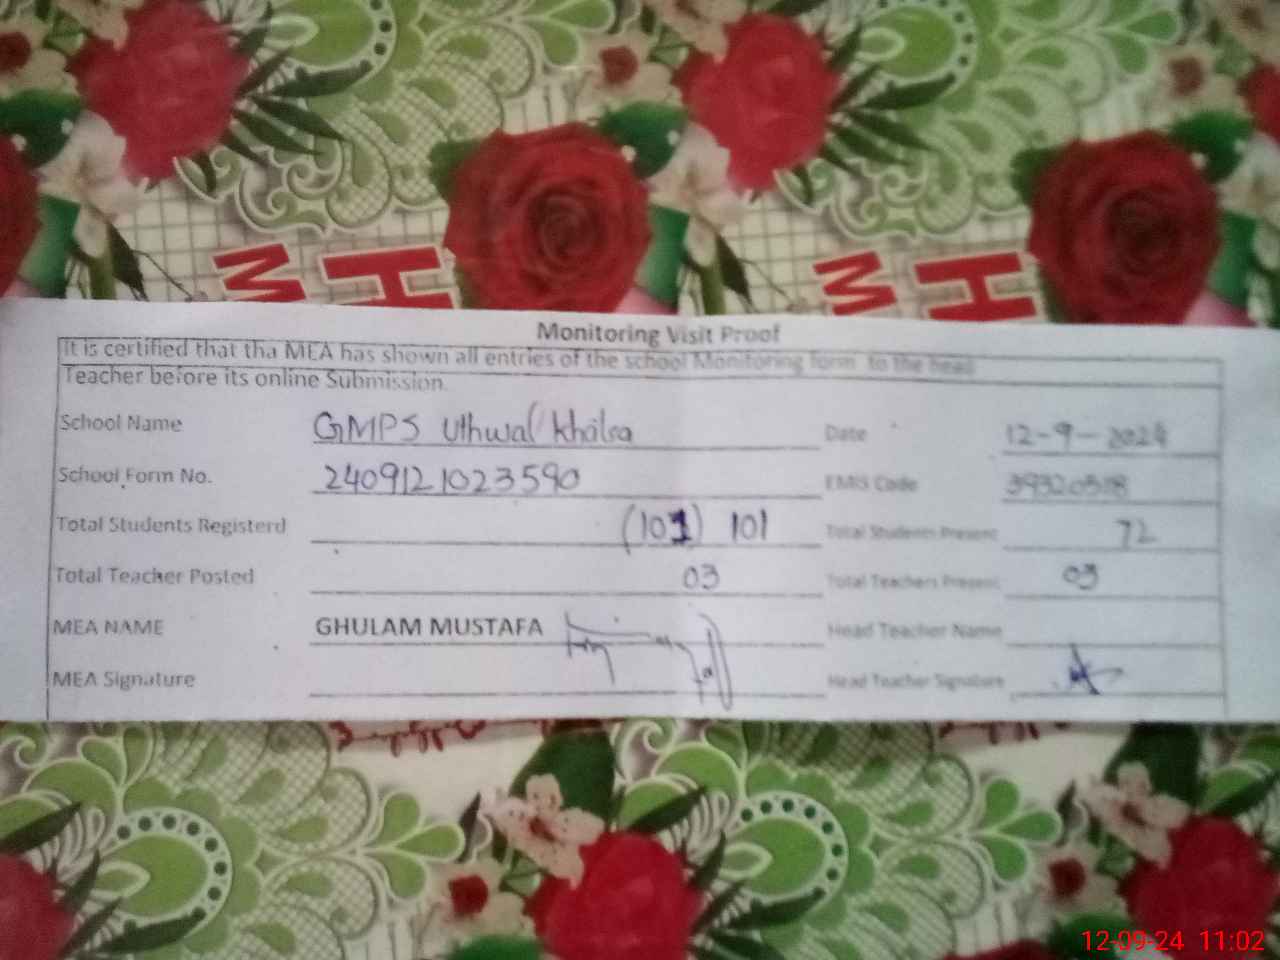 M H M H
Monitoring Visit Proof
It is certified that tha MEA has shown all entries of the school Monitoring form to the head
Teacher before its online Submission.
School Name GMPS Uthwal Khalsa Date 12-9-2024
School Form No. 2409121023590 EMIS Code 39320518
Total Students Registerd (101) 101 Total Students Present 72
Total Teacher Posted 03 Total Teachers Present 03
MEA NAME GHULAM MUSTAFA Head Teacher Name
MEA Signature Head Teacher Signature
12-09-24 11:02